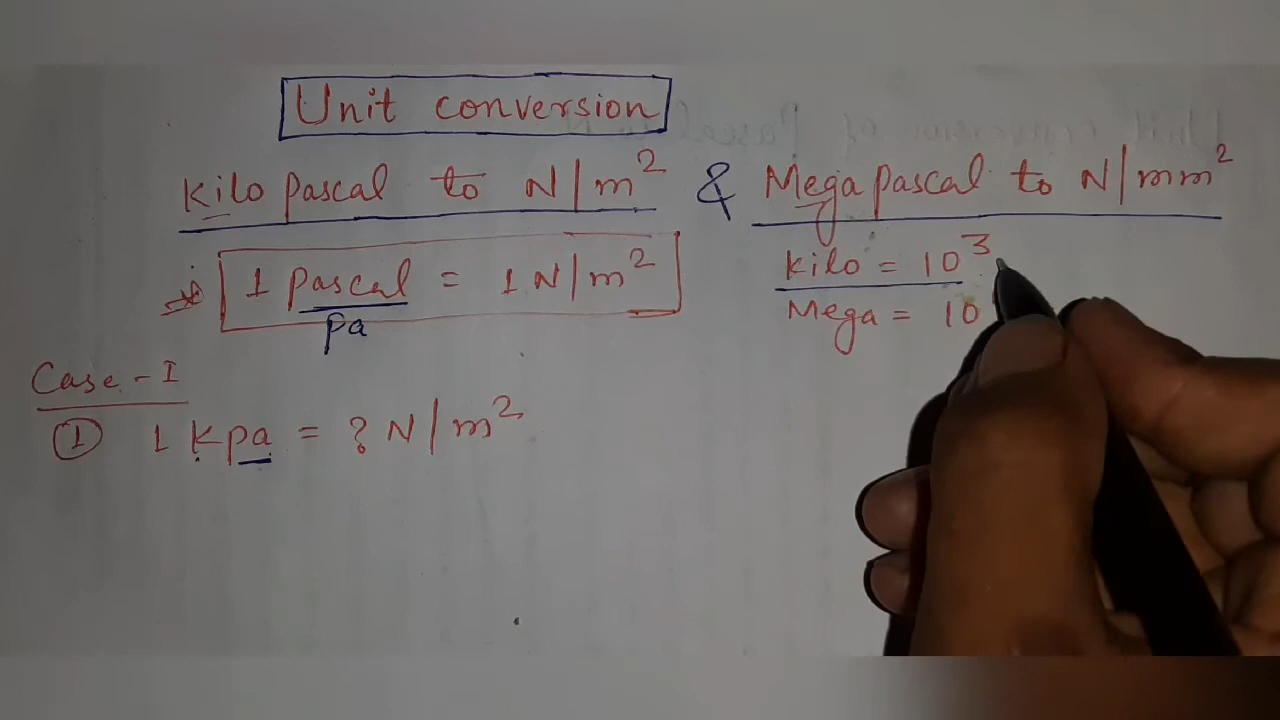 Unit conversion
Kilo pascal to N/m² & Mega pascal to N/mm²
⇒ 1 pascal = 1 N/m²
pa
kilo = 10³
Mega = 10
Case - I
① 1 kpa = ? N/m²